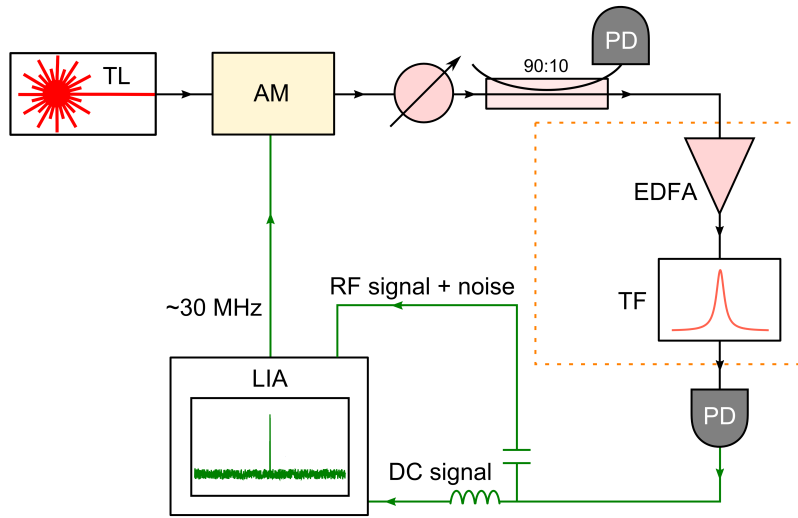 PD
90:10
TL
AM
EDFA
TF
RF signal + noise
~30 MHz
LIA
PD
DC signal